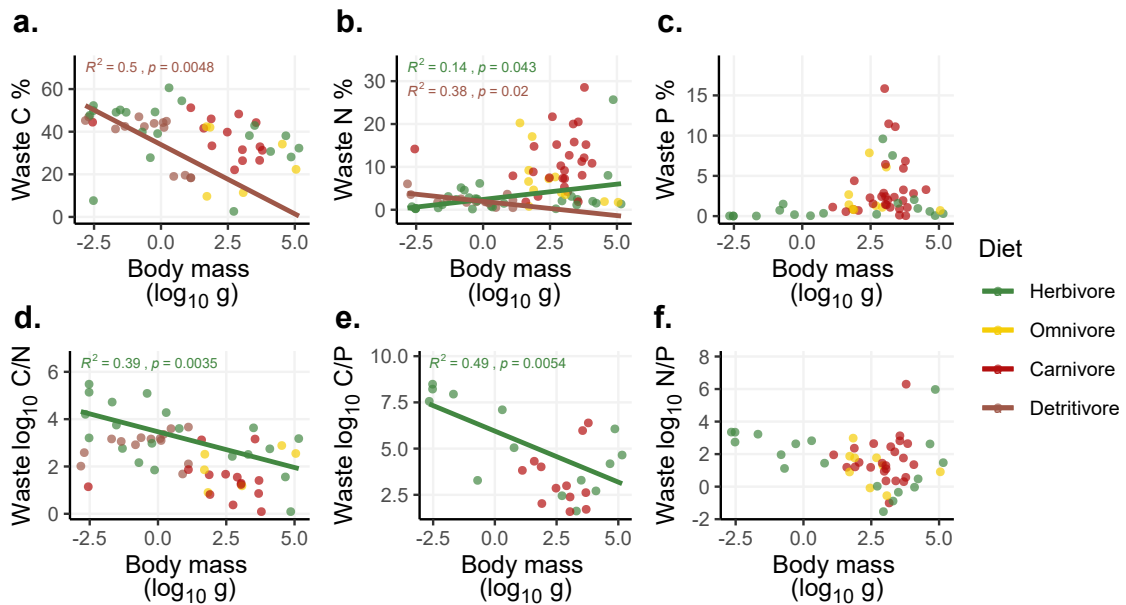 a.
R² = 0.5 , p = 0.0048
Waste C %
60
40
20
0
-2.5 0.0 2.5 5.0
Body mass
(log₁₀ g)
b.
R² = 0.14 , p = 0.043
R² = 0.38 , p = 0.02
Waste N %
30
20
10
0
-2.5 0.0 2.5 5.0
Body mass
(log₁₀ g)
c.
Waste P %
15
10
5
0
-2.5 0.0 2.5 5.0
Body mass
(log₁₀ g)
d.
R² = 0.39 , p = 0.0035
Waste log₁₀ C/N
6
4
2
0
-2.5 0.0 2.5 5.0
Body mass
(log₁₀ g)
e.
R² = 0.49 , p = 0.0054
Waste log₁₀ C/P
10.0
7.5
5.0
2.5
-2.5 0.0 2.5 5.0
Body mass
(log₁₀ g)
f.
Waste log₁₀ N/P
8
6
4
2
0
-2
-2.5 0.0 2.5 5.0
Body mass
(log₁₀ g)
Diet
Herbivore
Omnivore
Carnivore
Detritivore